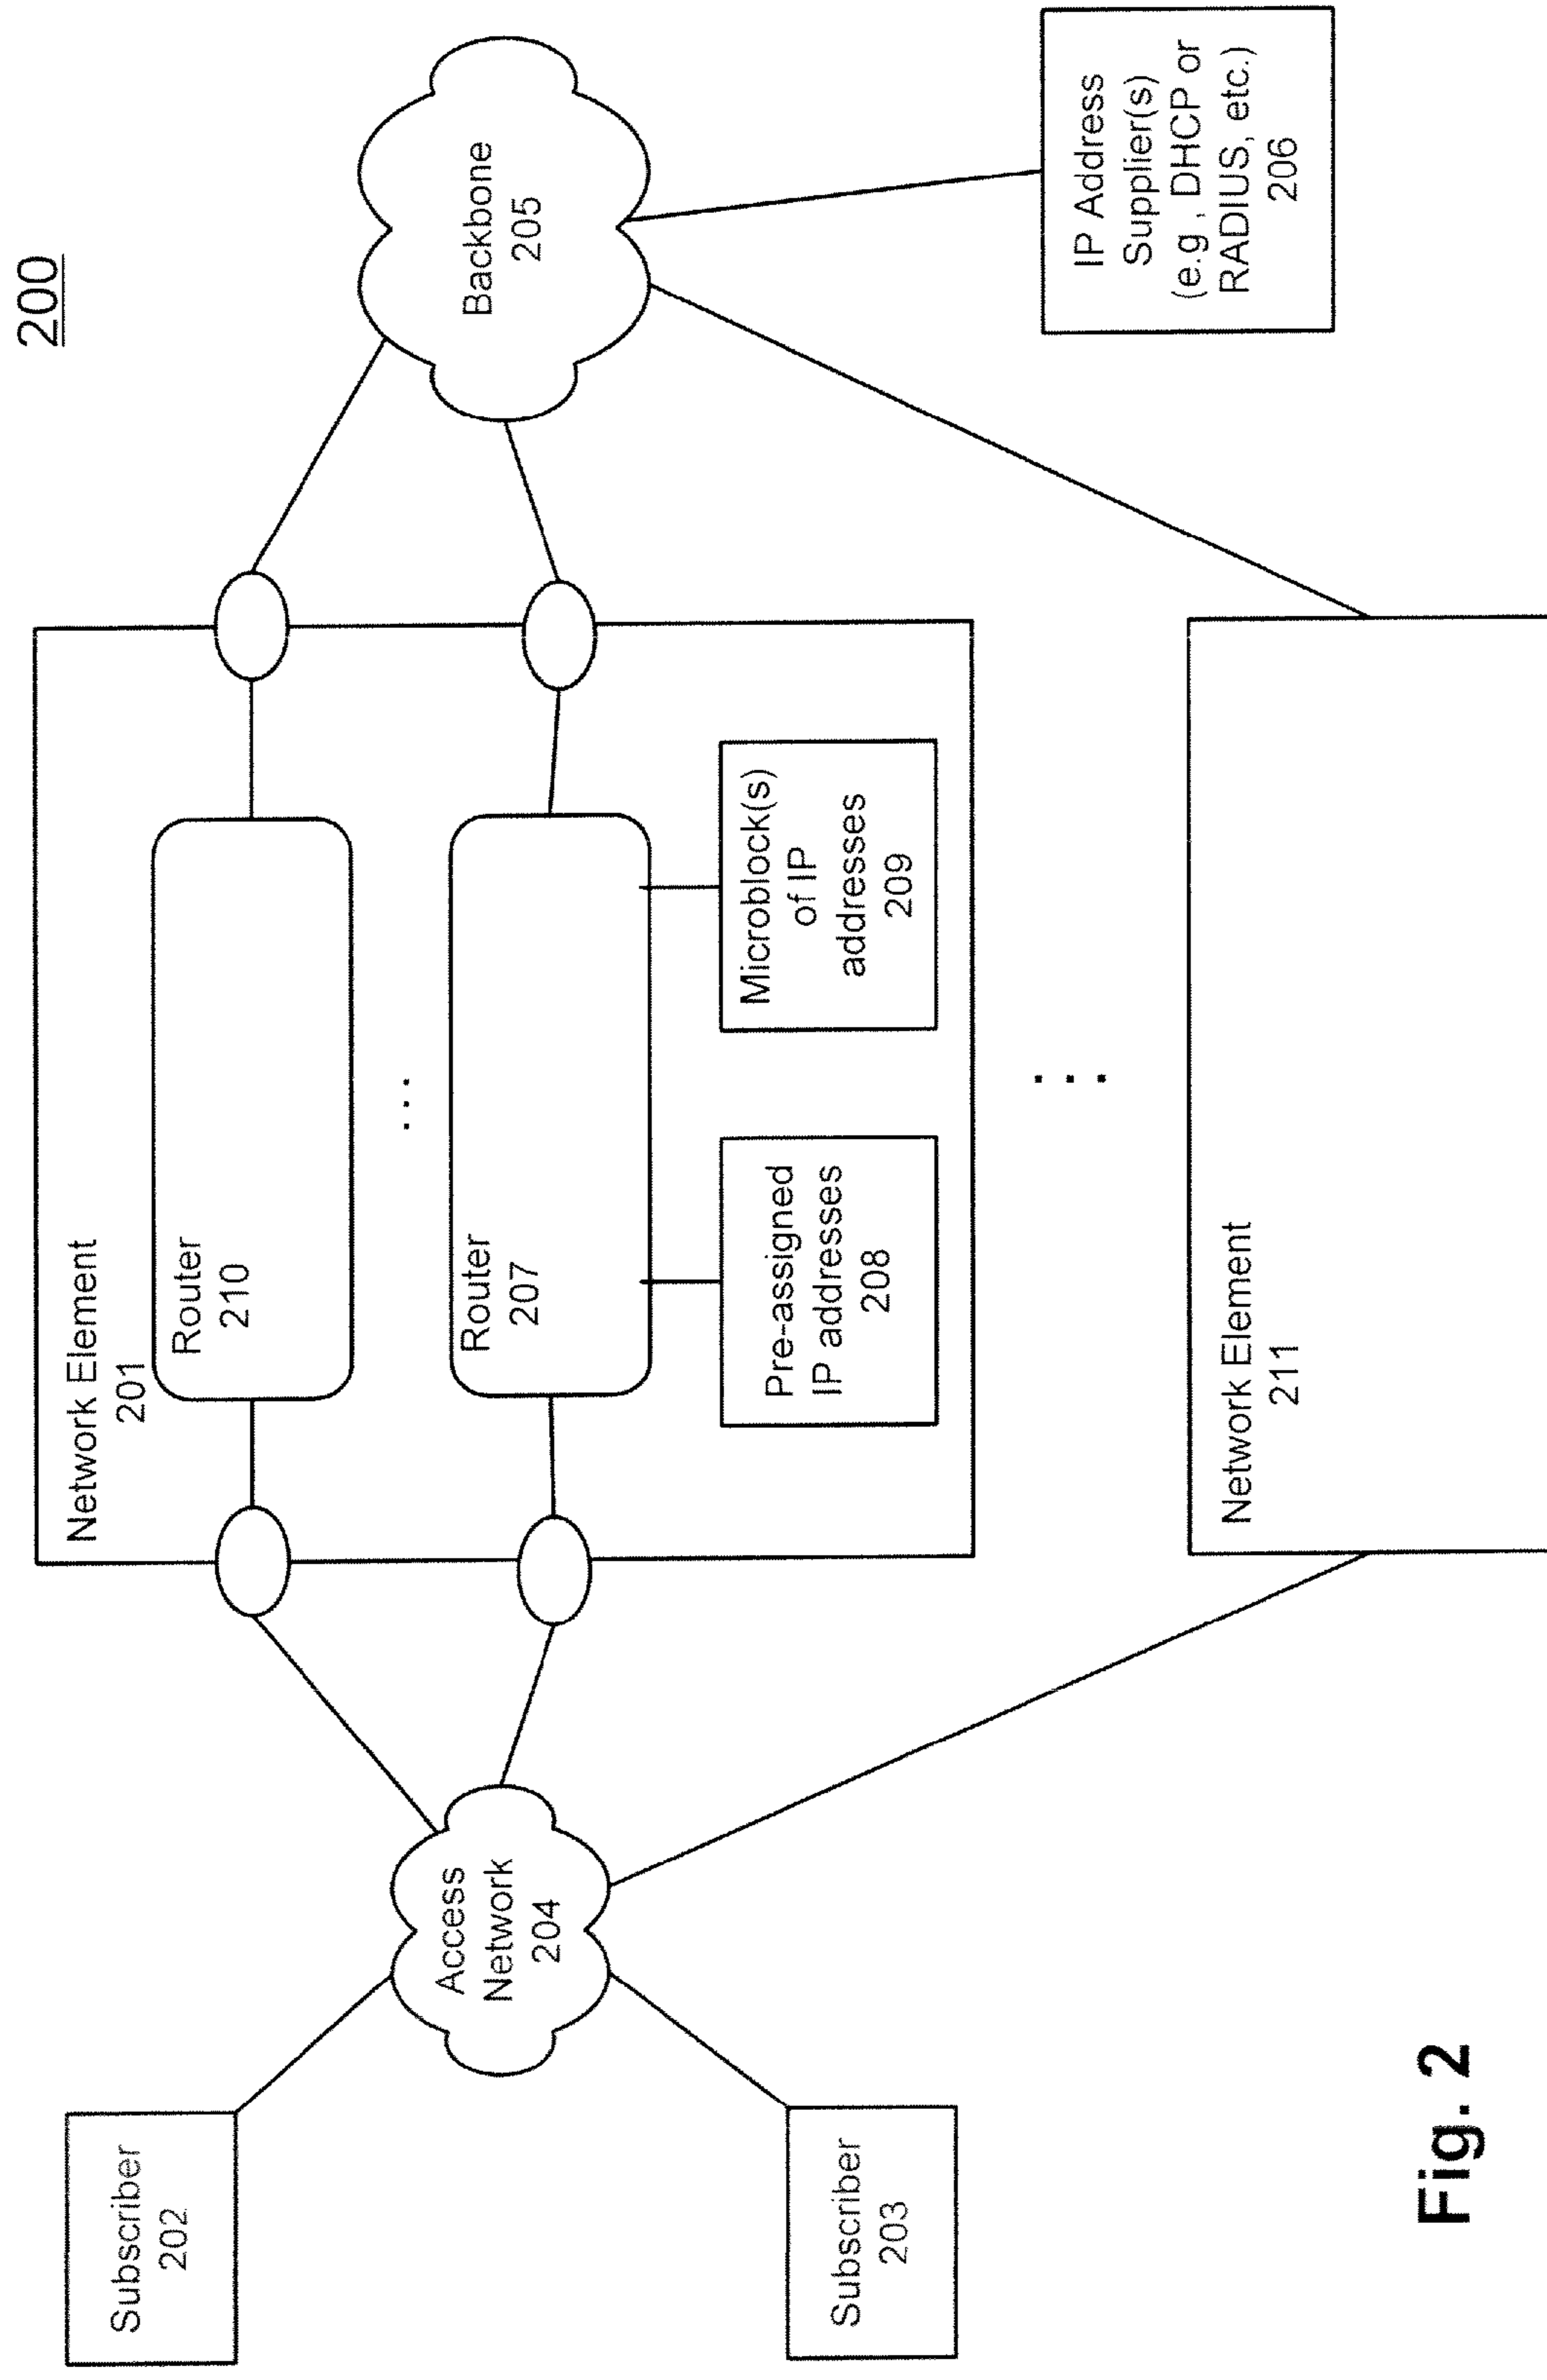 200
Subscriber
202
Subscriber
203
Access
Network
204
Network Element
201
Router
210
...
Router
207
Pre-assigned
IP addresses
208
Microblock(s)
of IP
addresses
209
...
Network Element
211
Backbone
205
IP Address
Supplier(s)
(e.g., DHCP or
RADIUS, etc.)
206
Fig. 2